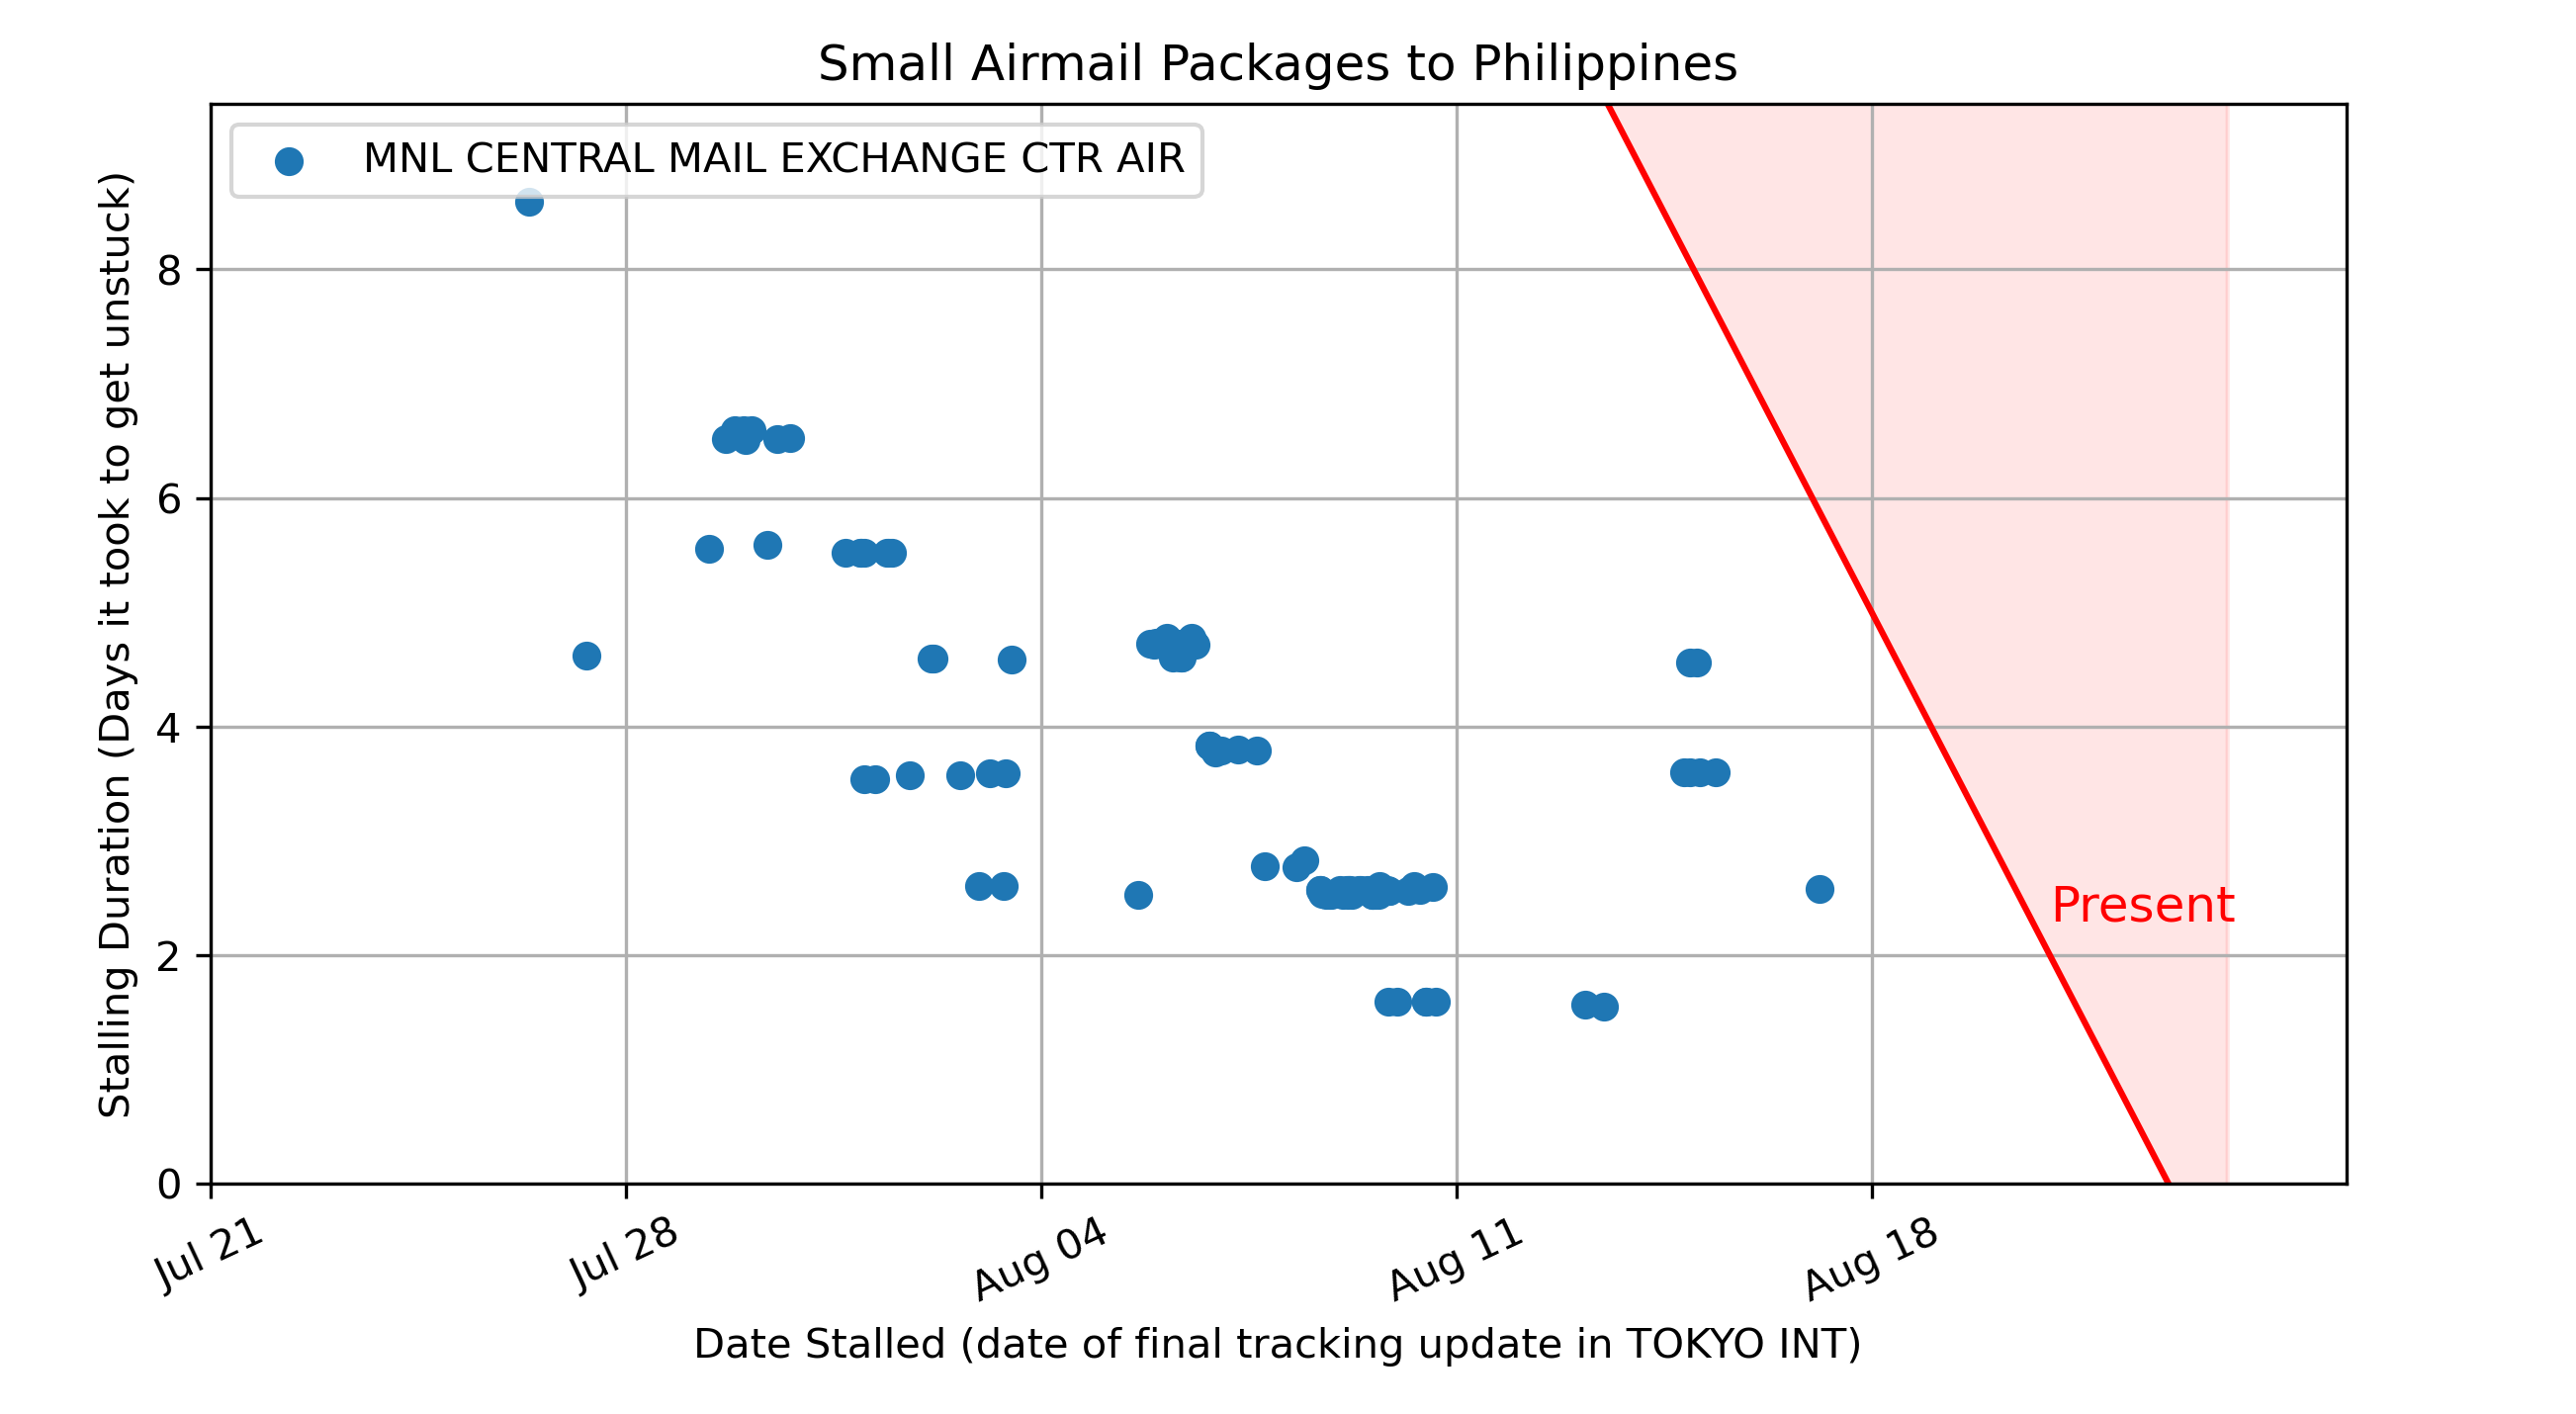 Small Airmail Packages to Philippines
MNL CENTRAL MAIL EXCHANGE CTR AIR
Stalling Duration (Days it took to get unstuck)
8
6
4
2
0
Present
Jul 21
Jul 28
Aug 04
Aug 11
Aug 18
Date Stalled (date of final tracking update in TOKYO INT)